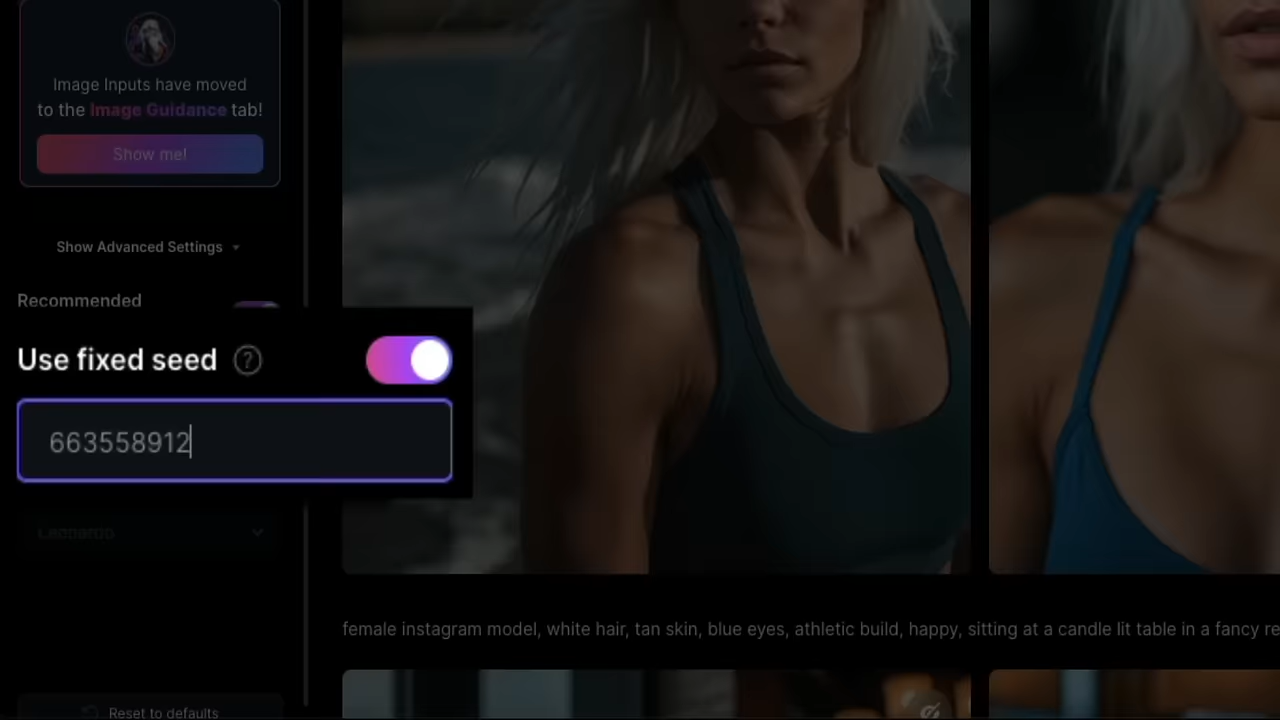 Image Inputs have moved
to the Image Guidance tab!
Show me!
Show Advanced Settings
Recommended
Use fixed seed ?
663558912
Leonardo
female instagram model, white hair, tan skin, blue eyes, athletic build, happy, sitting at a candle lit table in a fancy re
Reset to defaults